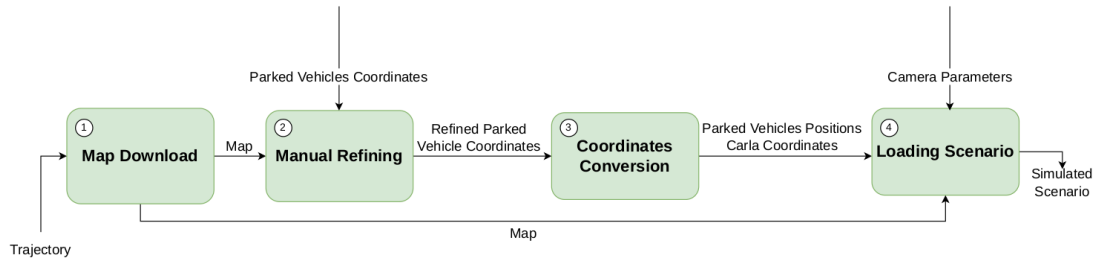 Parked Vehicles Coordinates
Camera Parameters
1
Map Download
Map
2
Manual Refining
Refined Parked
Vehicle Coordinates
3
Coordinates
Conversion
Parked Vehicles Positions
Carla Coordinates
4
Loading Scenario
Simulated
Scenario
Map
Trajectory